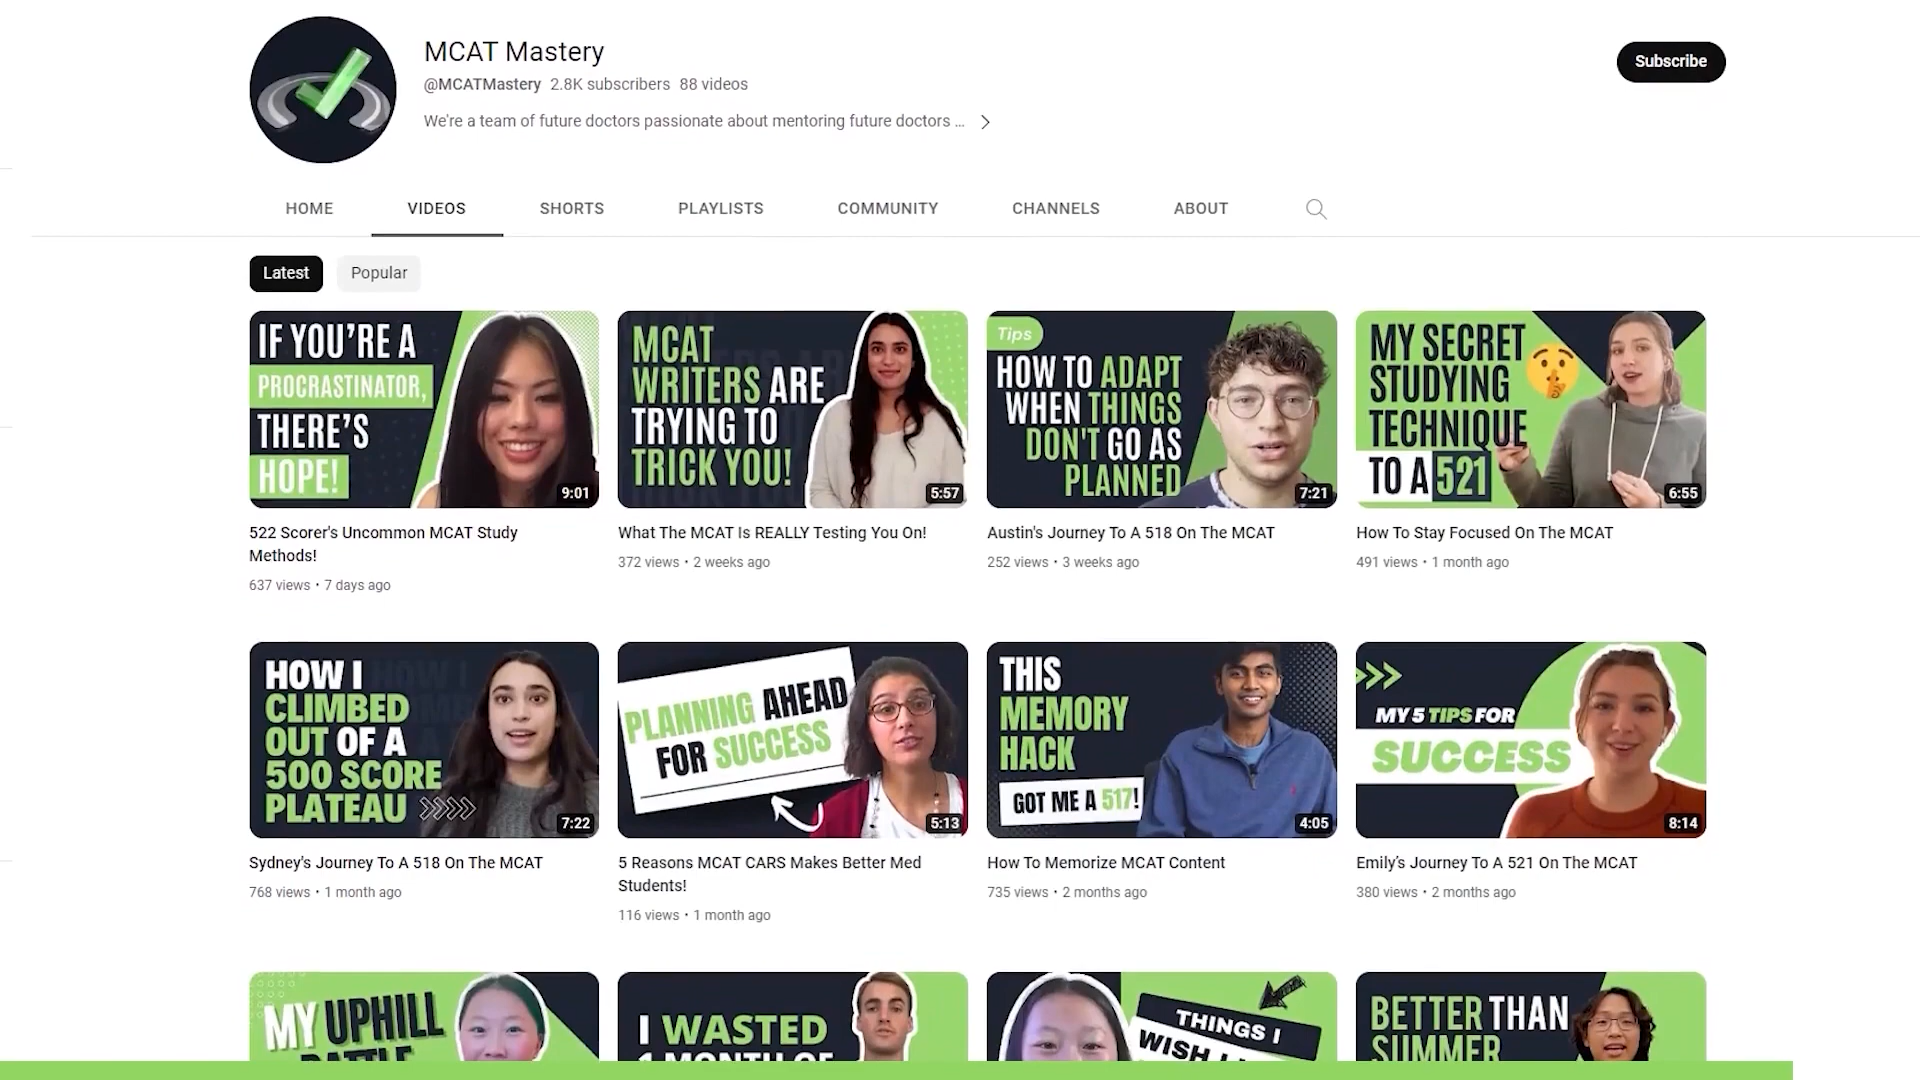 MCAT Mastery
@MCATMastery 2.8K subscribers 88 videos
We're a team of future doctors passionate about mentoring future doctors ...
Subscribe
HOME VIDEOS SHORTS PLAYLISTS COMMUNITY CHANNELS ABOUT
Latest Popular
IF YOU'RE A
PROCRASTINATOR,
THERE'S
HOPE!
9:01
MCAT
WRITERS ARE
TRYING TO
TRICK YOU!
5:57
Tips
HOW TO ADAPT
WHEN THINGS
DON'T GO AS
PLANNED
7:21
MY SECRET
STUDYING
TECHNIQUE
TO A 521
6:55
522 Scorer's Uncommon MCAT Study
Methods!
637 views • 7 days ago
What The MCAT Is REALLY Testing You On!
372 views • 2 weeks ago
Austin's Journey To A 518 On The MCAT
252 views • 3 weeks ago
How To Stay Focused On The MCAT
491 views • 1 month ago
HOW I
CLIMBED
OUT OF A
500 SCORE
PLATEAU
7:22
PLANNING AHEAD
FOR SUCCESS
5:13
THIS
MEMORY
HACK
GOT ME A 517!
4:05
MY 5 TIPS FOR
SUCCESS
8:14
Sydney's Journey To A 518 On The MCAT
768 views • 1 month ago
5 Reasons MCAT CARS Makes Better Med
Students!
116 views • 1 month ago
How To Memorize MCAT Content
735 views • 2 months ago
Emily's Journey To A 521 On The MCAT
380 views • 2 months ago
MY UPHILL
BATTLE
I WASTED
1 MONTH OF
THINGS I
WISH I
BETTER THAN
SUMMER